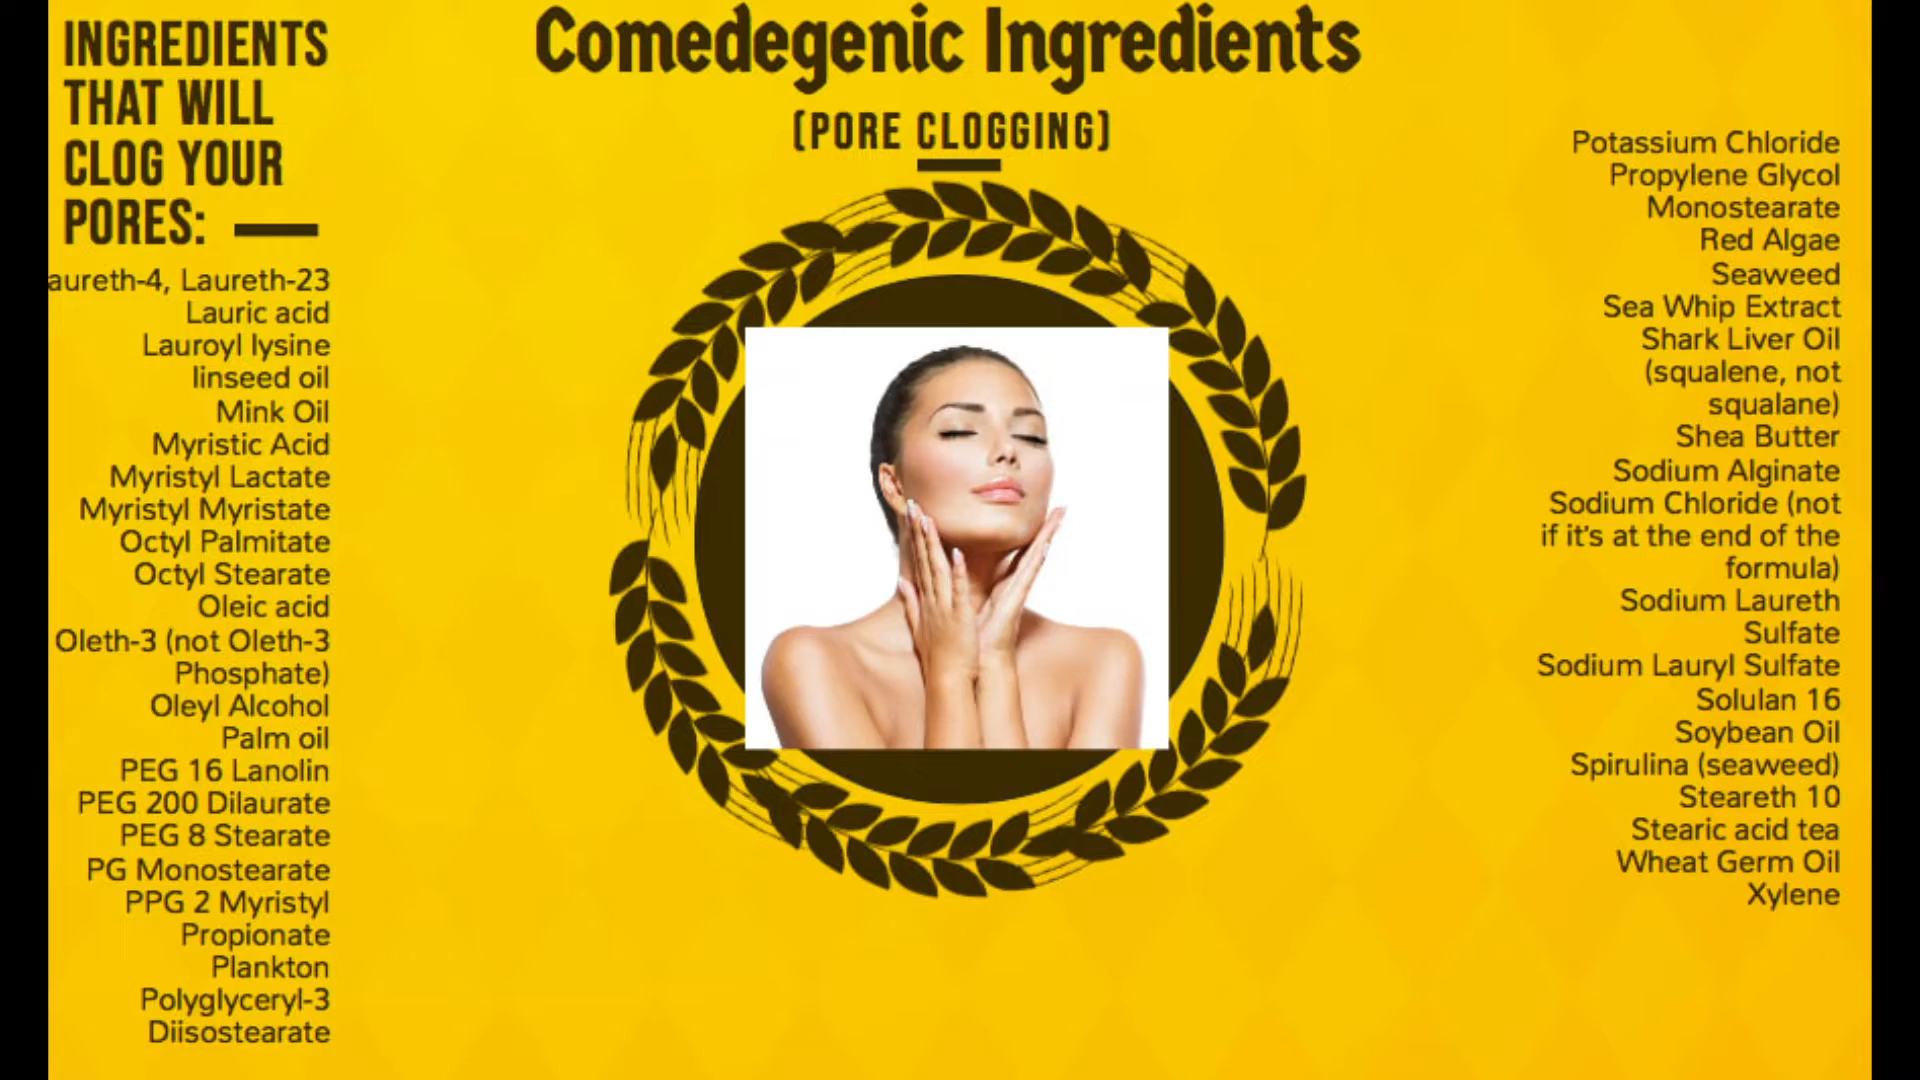 INGREDIENTS
THAT WILL
CLOG YOUR
PORES:
aureth-4, Laureth-23
Lauric acid
Lauroyl lysine
linseed oil
Mink Oil
Myristic Acid
Myristyl Lactate
Myristyl Myristate
Octyl Palmitate
Octyl Stearate
Oleic acid
Oleth-3 (not Oleth-3
Phosphate)
Oleyl Alcohol
Palm oil
PEG 16 Lanolin
PEG 200 Dilaurate
PEG 8 Stearate
PG Monostearate
PPG 2 Myristyl
Propionate
Plankton
Polyglyceryl-3
Diisostearate
Comedegenic Ingredients
(PORE CLOGGING)
Potassium Chloride
Propylene Glycol
Monostearate
Red Algae
Seaweed
Sea Whip Extract
Shark Liver Oil
(squalene, not
squalane)
Shea Butter
Sodium Alginate
Sodium Chloride (not
if it's at the end of the
formula)
Sodium Laureth
Sulfate
Sodium Lauryl Sulfate
Solulan 16
Soybean Oil
Spirulina (seaweed)
Steareth 10
Stearic acid tea
Wheat Germ Oil
Xylene